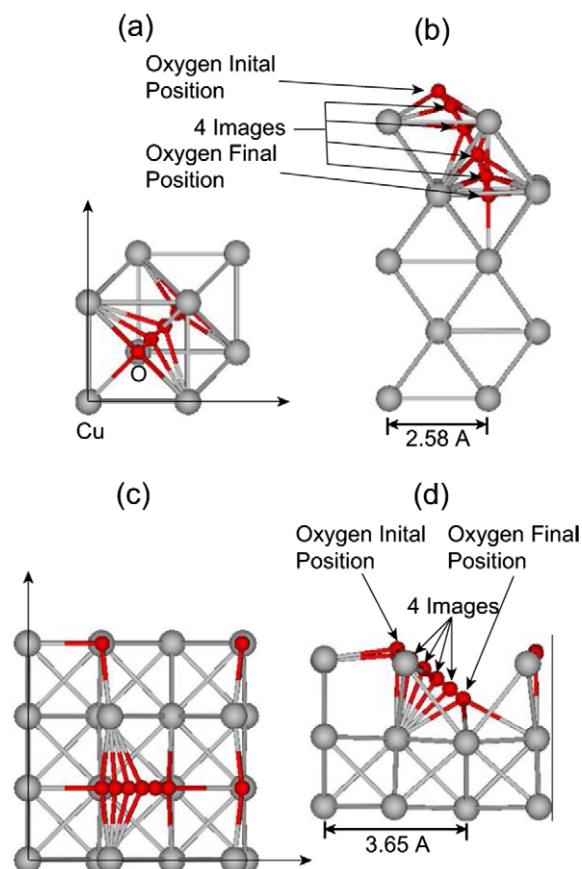 (a)
(b)
Oxygen Inital
Position
4 Images
Oxygen Final
Position
O
Cu
2.58 A
(c)
(d)
Oxygen Inital
Position
Oxygen Final
Position
4 Images
3.65 A